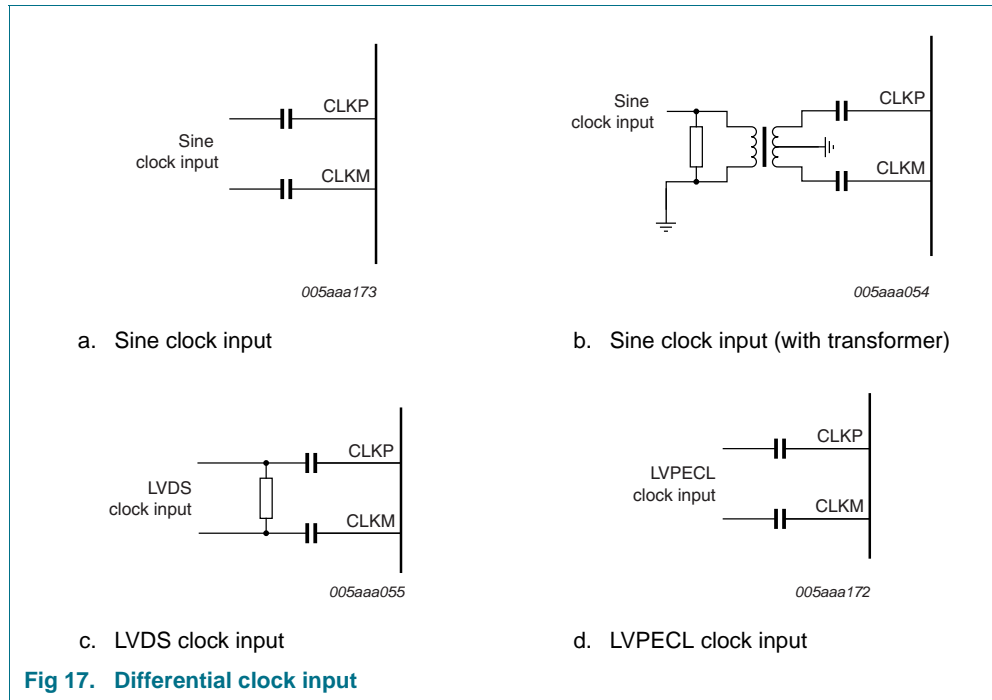 Sine
clock input
CLKP
CLKM
005aaa173
a. Sine clock input
Sine
clock input
CLKP
CLKM
005aaa054
b. Sine clock input (with transformer)
LVDS
clock input
CLKP
CLKM
005aaa055
c. LVDS clock input
LVPECL
clock input
CLKP
CLKM
005aaa172
d. LVPECL clock input
Fig 17. Differential clock input